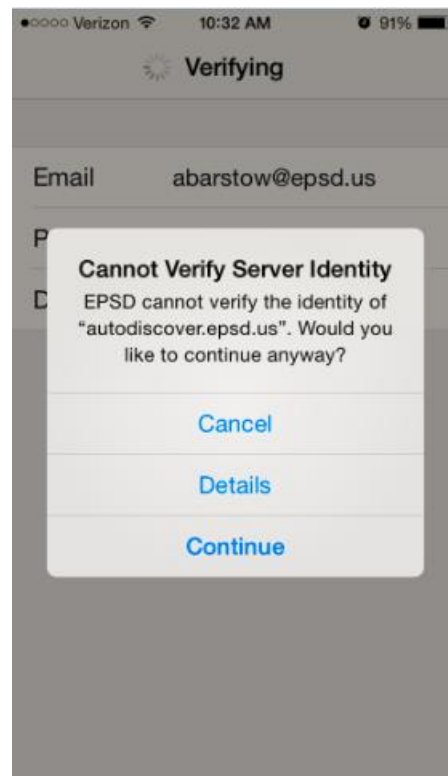 Verizon 10:32 AM 91%
Verifying
Email abarstow@epsd.us
P
Cannot Verify Server Identity
D
EPSD cannot verify the identity of
“autodiscover.epsd.us”. Would you
like to continue anyway?
Cancel
Details
Continue